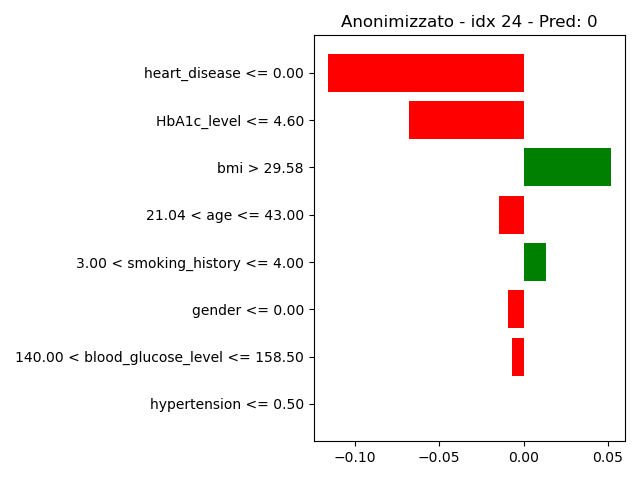 Anonimizzato - idx 24 - Pred: 0
heart_disease <= 0.00
HbA1c_level <= 4.60
bmi > 29.58
21.04 < age <= 43.00
3.00 < smoking_history <= 4.00
gender <= 0.00
140.00 < blood_glucose_level <= 158.50
hypertension <= 0.50
−0.10 −0.05 0.00 0.05